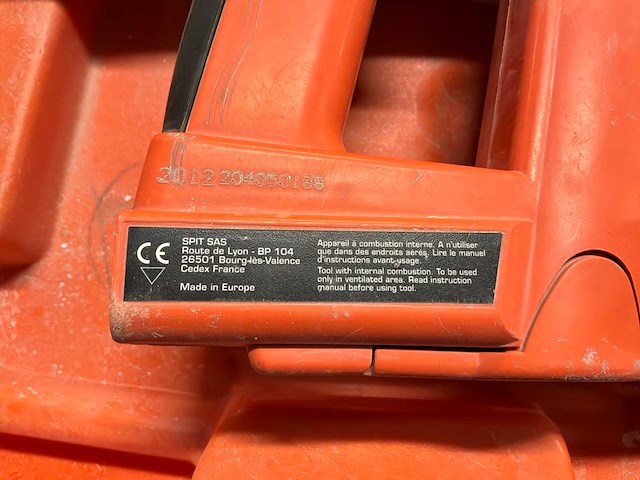 2012 204050188
CE
SPIT SAS
Route de Lyon - BP 104
26501 Bourg-lès-Valence
Cedex France
Made in Europe
Appareil à combustion interne. A n'utiliser
que dans des endroits aérés. Lire le manuel
d'instructions avant usage.
Tool with internal combustion. To be used
only in ventilated area. Read instruction
manual before using tool.